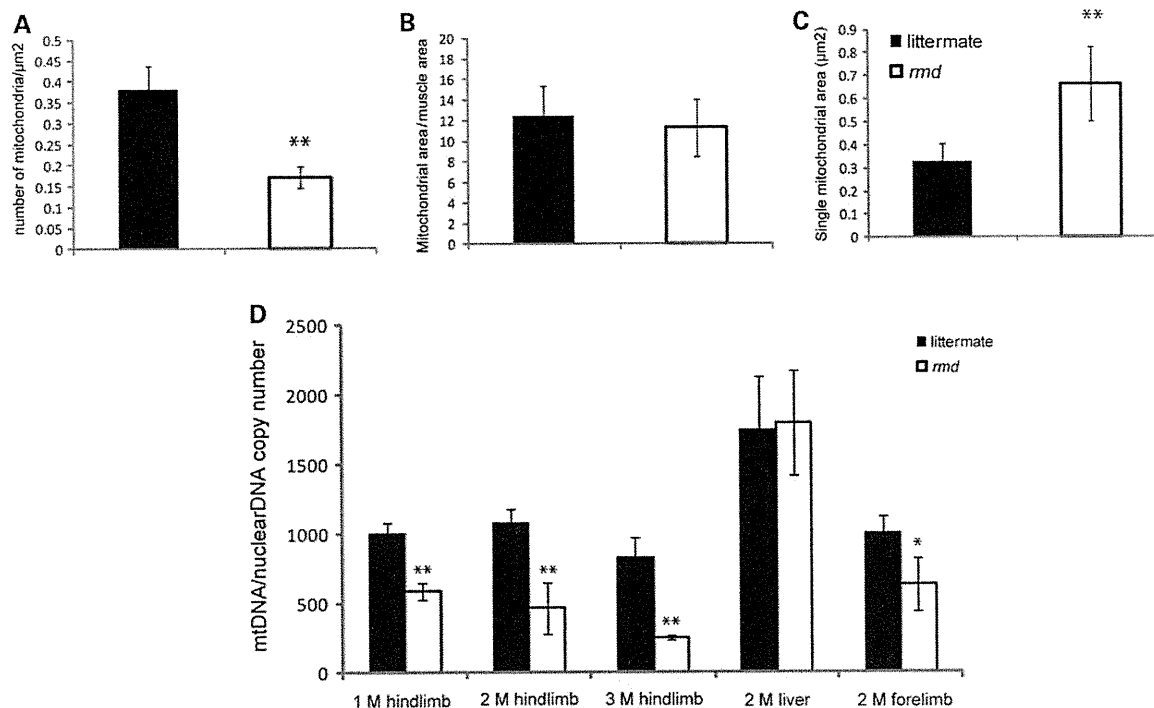 A
number of mitochondria/µm2
0.5
0.45
0.4
0.35
0.3
0.25
0.2
0.15
0.1
0.05
0
**
B
Mitochondrial area/muscle area
20
18
16
14
12
10
8
6
4
2
0
C
Single mitochondrial area (µm2)
0.9
0.8
0.7
0.6
0.5
0.4
0.3
0.2
0.1
0
littermate
rmd
**
D
mtDNA/nuclearDNA copy number
2500
2000
1500
1000
500
0
**
**
**
*
littermate
rmd
1 M hindlimb
2 M hindlimb
3 M hindlimb
2 M liver
2 M forelimb